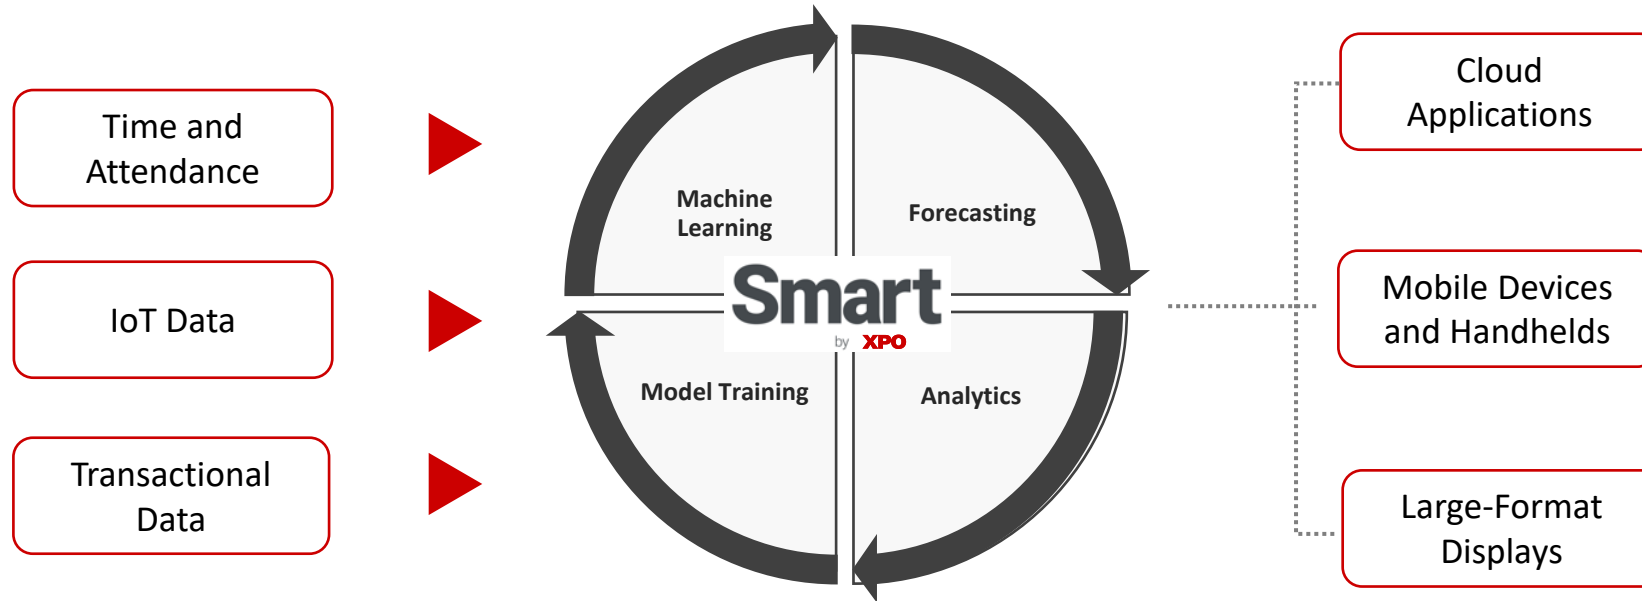 Time and
Attendance
IoT Data
Transactional
Data
Machine
Learning
Forecasting
Smart
by XPO
Model Training
Analytics
Cloud
Applications
Mobile Devices
and Handhelds
Large-Format
Displays